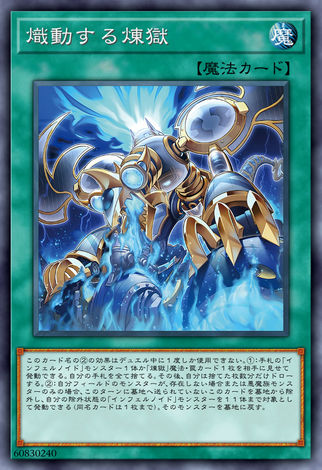 熾動する煉獄
魔
【魔法カード】
このカード名の②の効果はデュエル中に１度しか使用できない。①：手札の「イ
ンフェルノイド」モンスター１体か「煉獄」魔法・罠カード１枚を相手に見せて
発動できる。自分の手札を全て捨てる。その後、自分は捨てた枚数分だけドロー
する。②：自分フィールドのモンスターが、存在しない場合または悪魔族モンス
ターのみの場合、このターンに墓地へ送られていないこのカードを墓地から除
外し、自分の除外状態の「インフェルノイド」モンスターを１１体まで対象とし
て発動できる（同名カードは１枚まで）。そのモンスターを墓地に戻す。
60830240